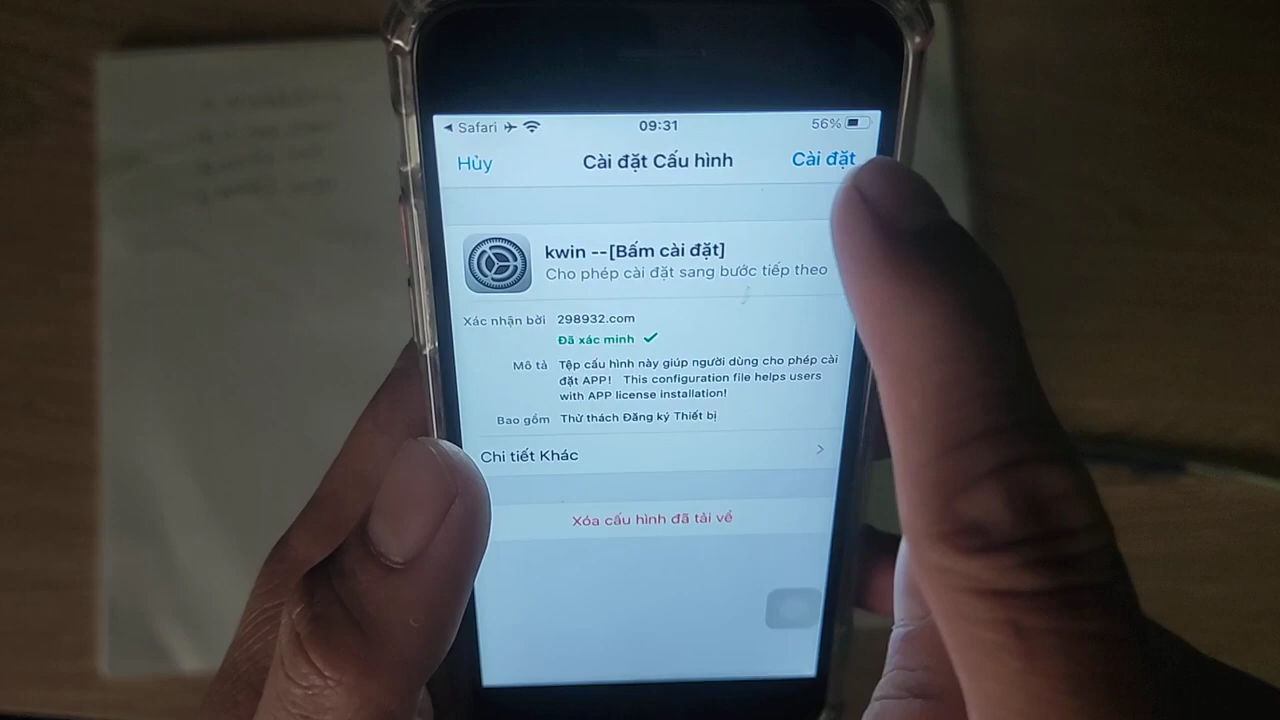 Safari 09:31 56%
Hủy Cài đặt Cấu hình Cài đặt
kwin --[Bấm cài đặt]
Cho phép cài đặt sang bước tiếp theo
Xác nhận bởi 298932.com
Đã xác minh
Mô tả Tệp cấu hình này giúp người dùng cho phép cài
đặt APP! This configuration file helps users
with APP license installation!
Bao gồm Thử thách Đăng ký Thiết bị
Chi tiết Khác
Xóa cấu hình đã tải về